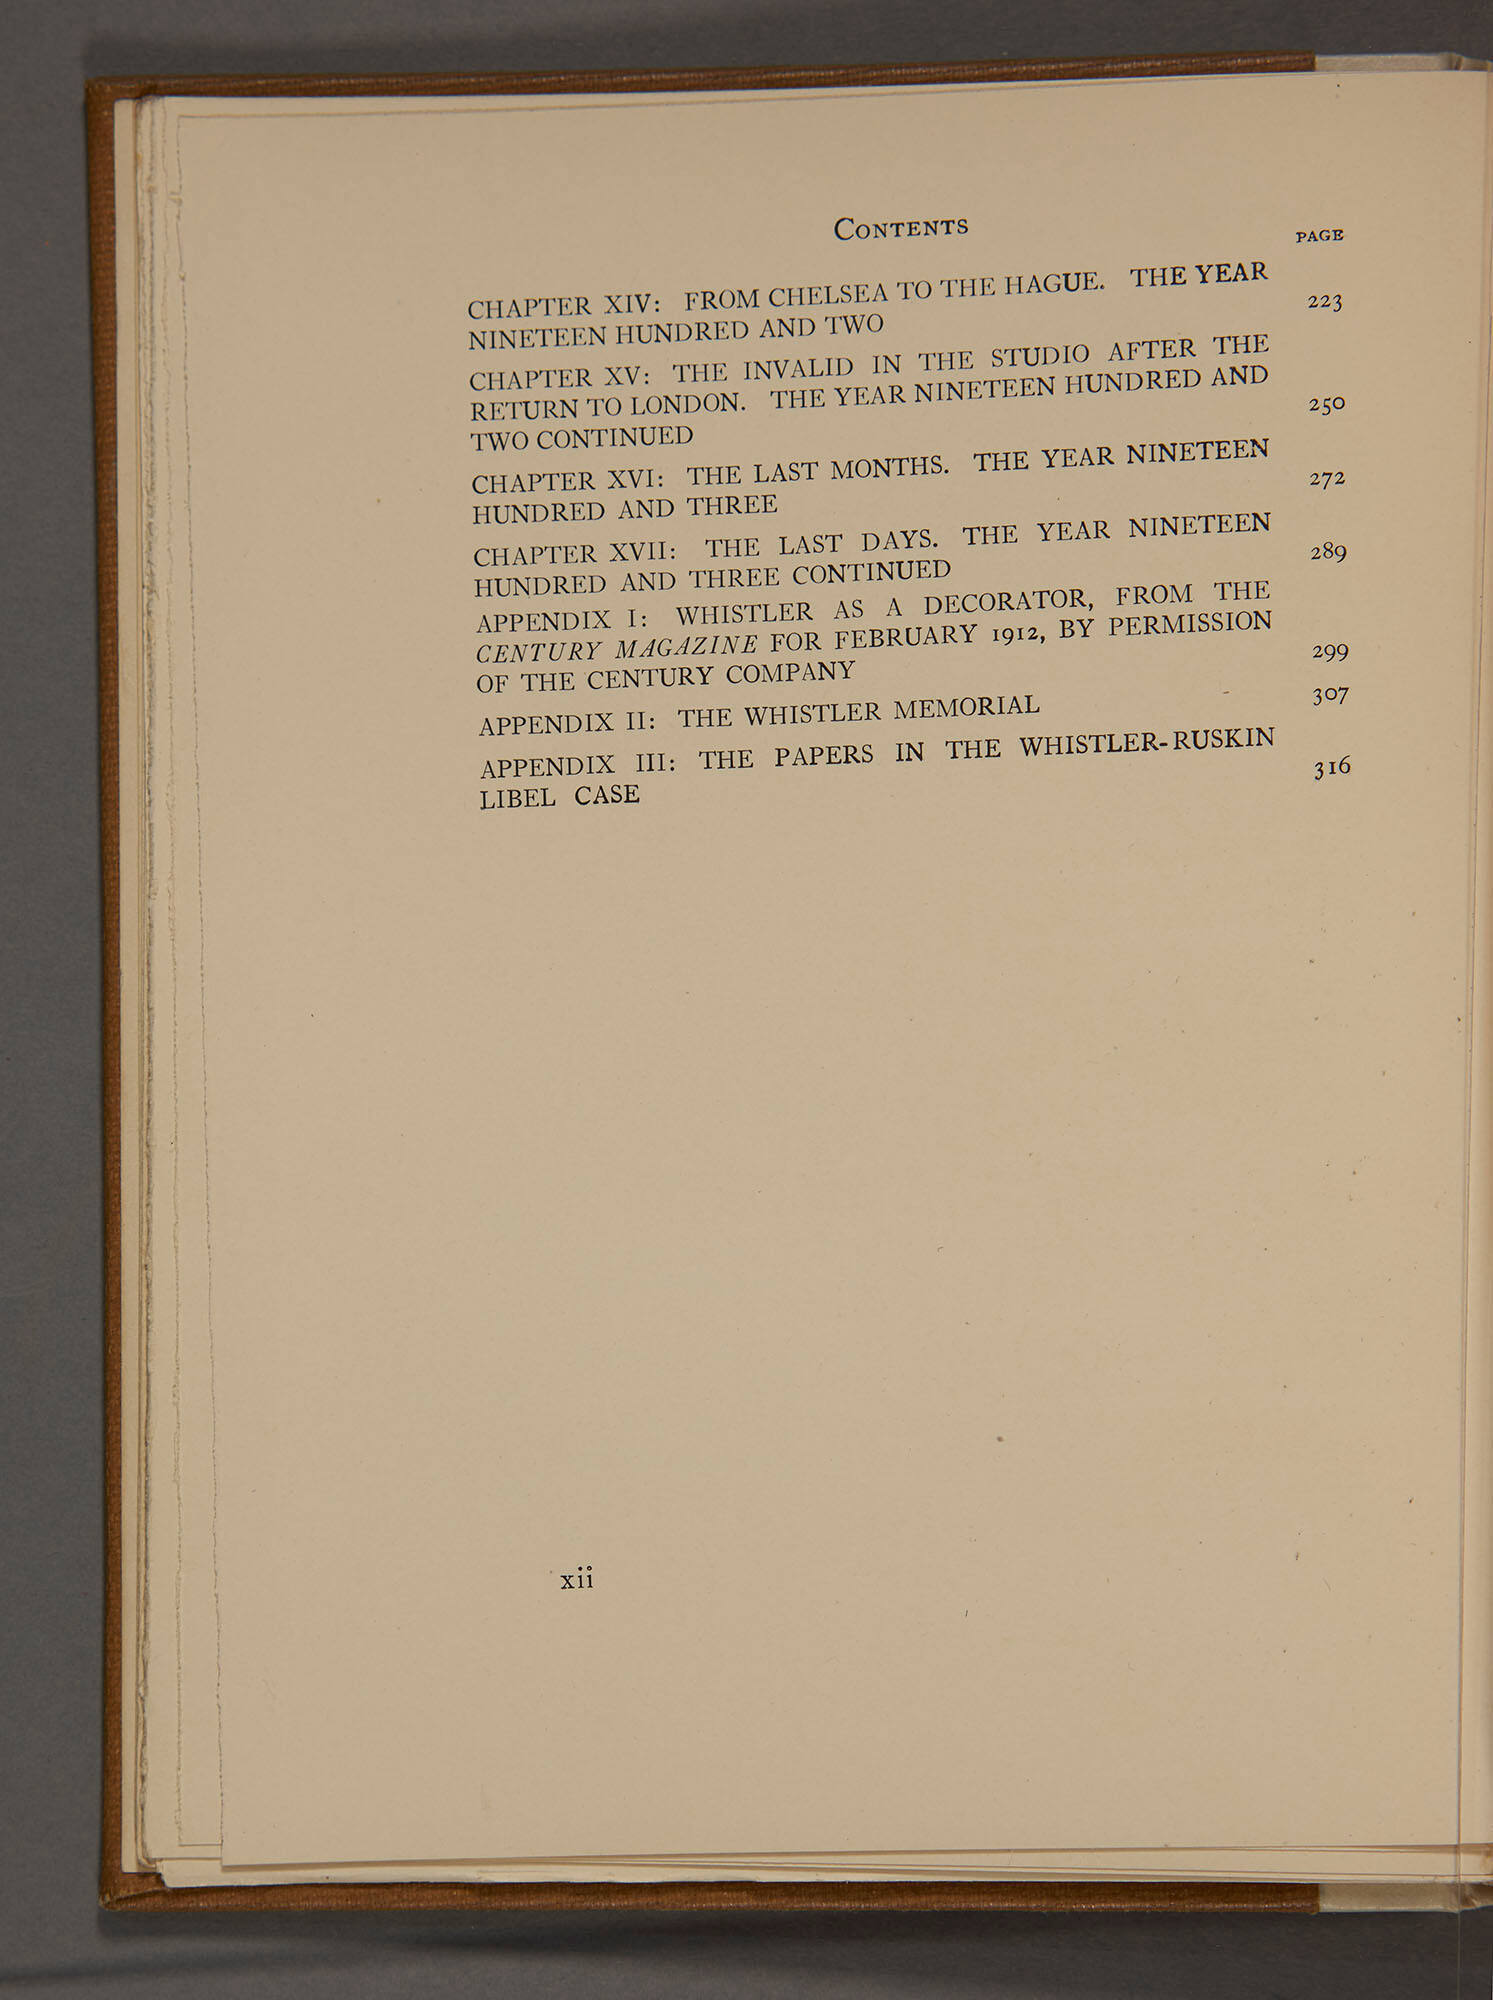 CONTENTS
PAGE
CHAPTER XIV: FROM CHELSEA TO THE HAGUE. THE YEAR
NINETEEN HUNDRED AND TWO 223
CHAPTER XV: THE INVALID IN THE STUDIO AFTER THE
RETURN TO LONDON. THE YEAR NINETEEN HUNDRED AND
TWO CONTINUED 250
CHAPTER XVI: THE LAST MONTHS. THE YEAR NINETEEN
HUNDRED AND THREE 272
CHAPTER XVII: THE LAST DAYS. THE YEAR NINETEEN
HUNDRED AND THREE CONTINUED 289
APPENDIX I: WHISTLER AS A DECORATOR, FROM THE
CENTURY MAGAZINE FOR FEBRUARY 1912, BY PERMISSION
OF THE CENTURY COMPANY 299
APPENDIX II: THE WHISTLER MEMORIAL 307
APPENDIX III: THE PAPERS IN THE WHISTLER-RUSKIN
LIBEL CASE 316
xii